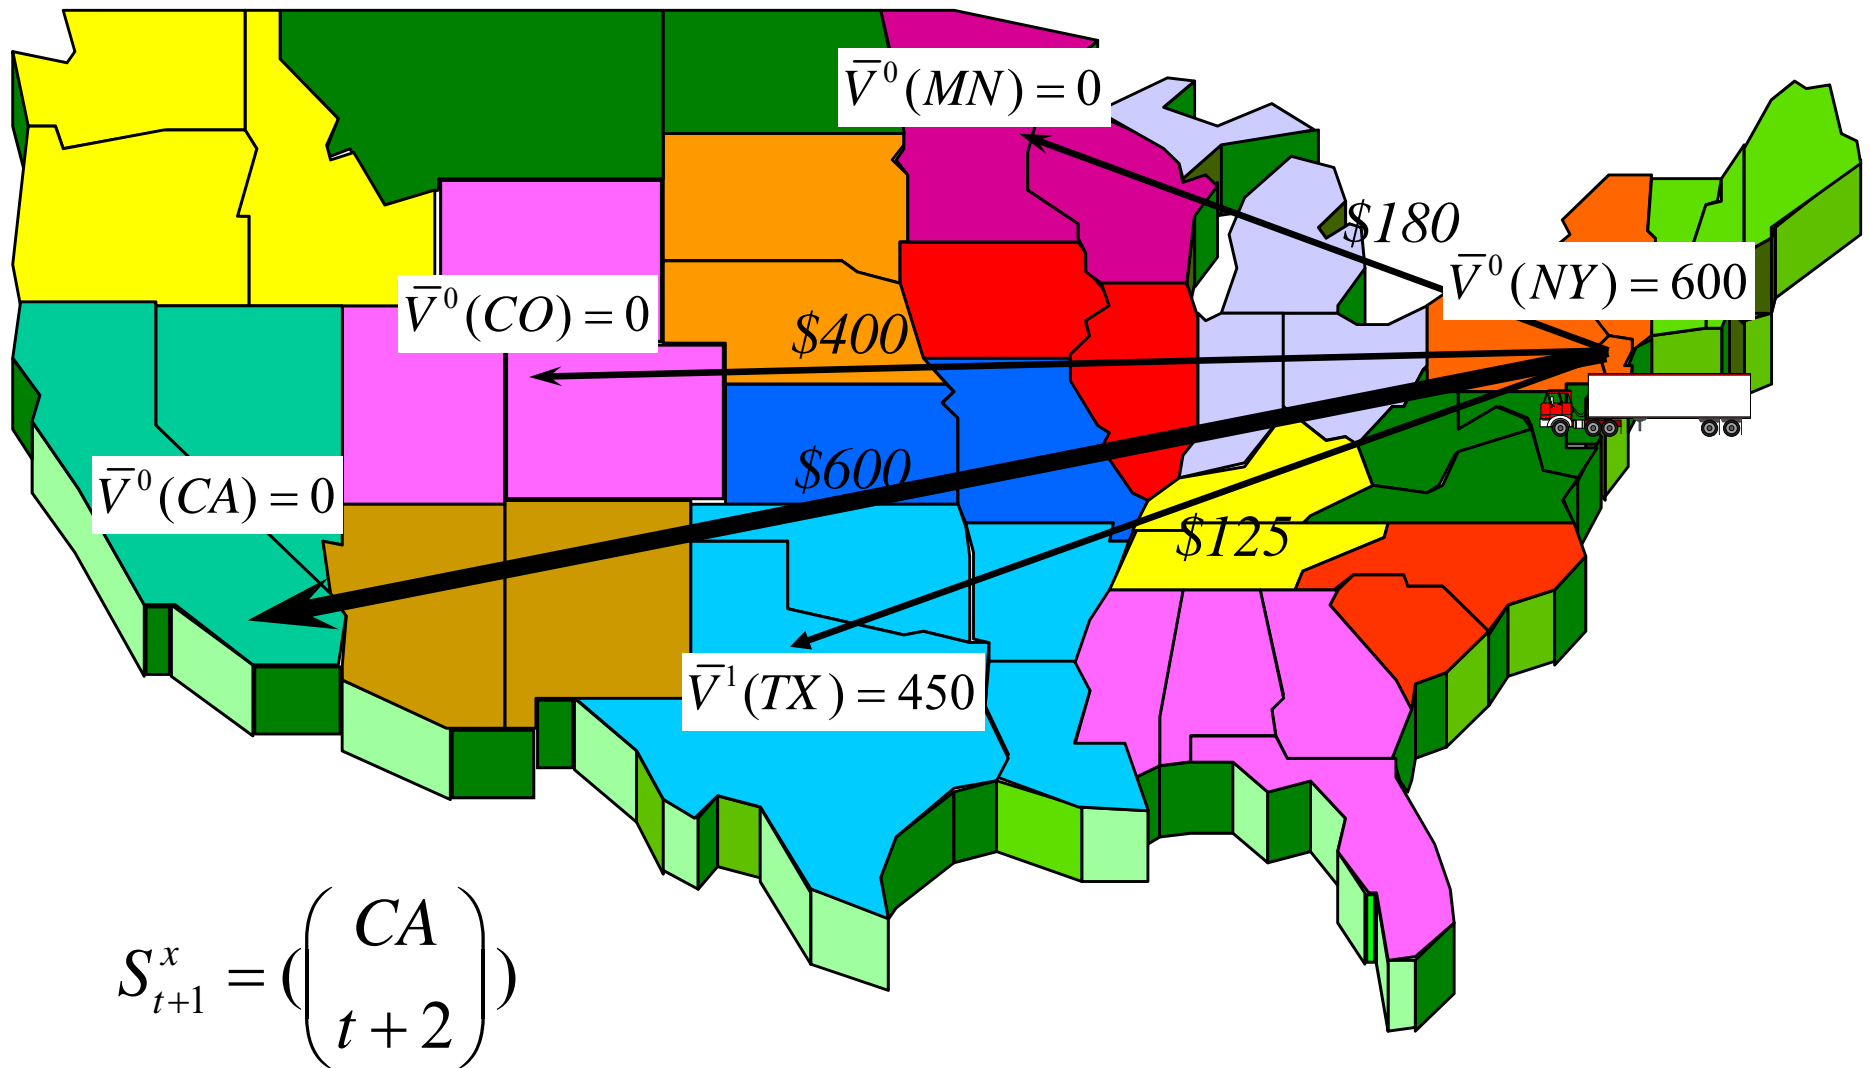 V̅⁰(MN) = 0
$180
V̅⁰(NY) = 600
V̅⁰(CO) = 0
$400
$600
V̅⁰(CA) = 0
$125
V̅¹(TX) = 450
CA
Sˣₜ₊₁ = ( ( ) )
t + 2